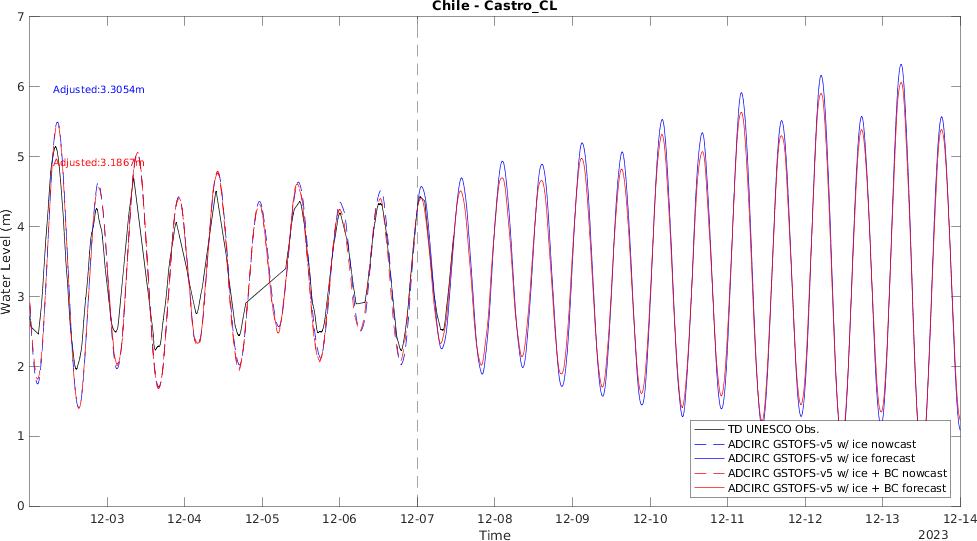 Chile - Castro_CL
7
6
5
4
3
2
1
0
Water Level (m)
Adjusted:3.3054m
Adjusted:3.1867m
TD UNESCO Obs.
ADCIRC GSTOFS-v5 w/ ice nowcast
ADCIRC GSTOFS-v5 w/ ice forecast
ADCIRC GSTOFS-v5 w/ ice + BC nowcast
ADCIRC GSTOFS-v5 w/ ice + BC forecast
12-03 12-04 12-05 12-06 12-07 12-08 12-09 12-10 12-11 12-12 12-13 12-14
Time
2023